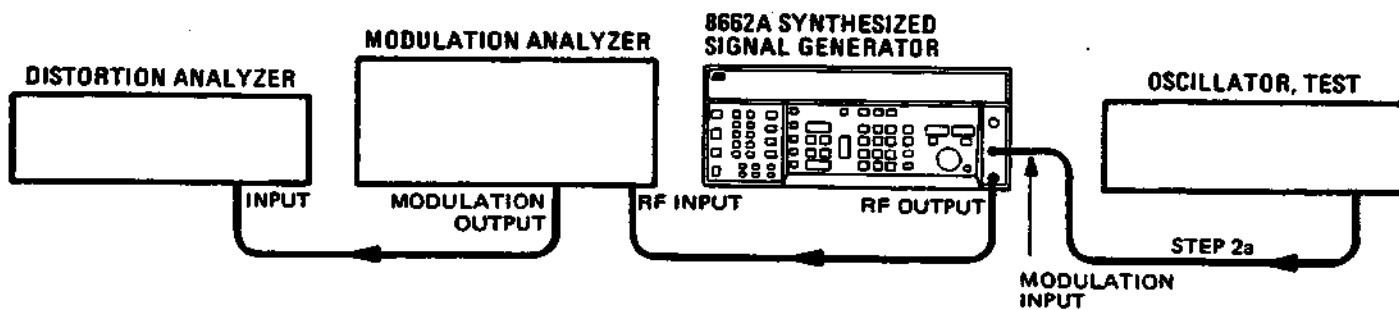 8662A SYNTHESIZED
SIGNAL GENERATOR
MODULATION ANALYZER
DISTORTION ANALYZER
OSCILLATOR, TEST
INPUT
MODULATION
OUTPUT
RF INPUT
RF OUTPUT
STEP 2a
MODULATION
INPUT